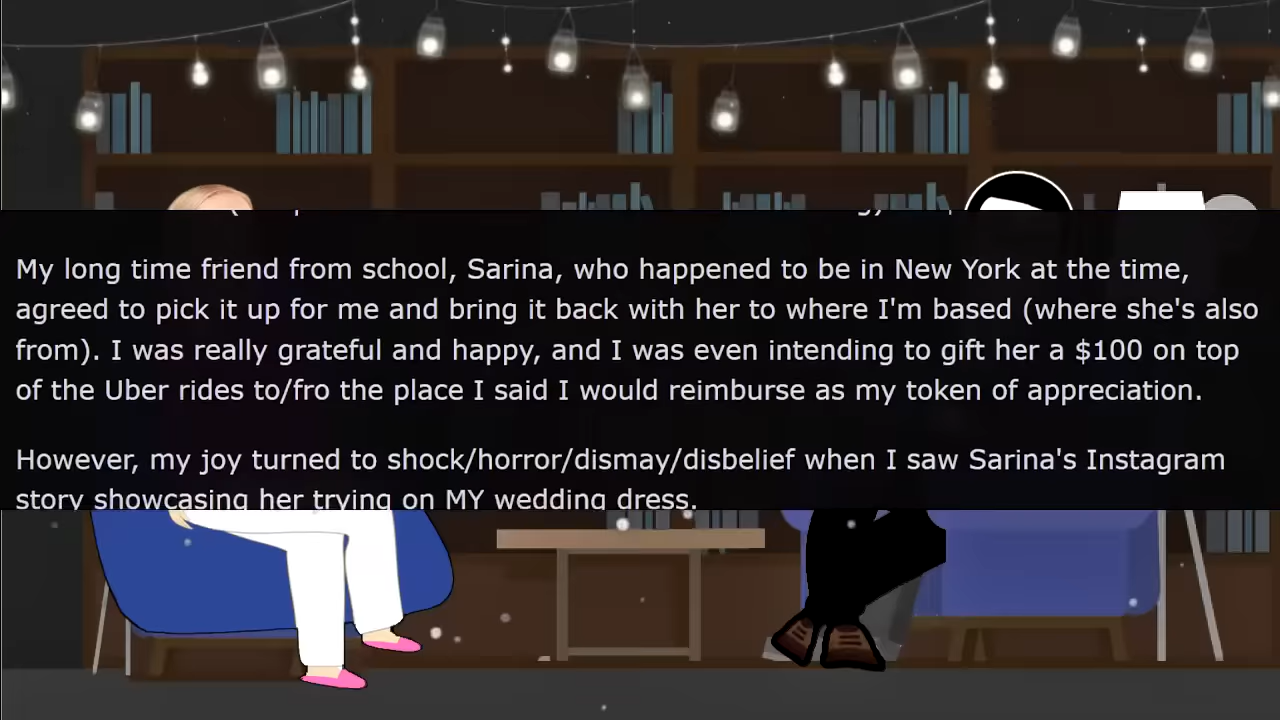 My long time friend from school, Sarina, who happened to be in New York at the time,
agreed to pick it up for me and bring it back with her to where I'm based (where she's also
from). I was really grateful and happy, and I was even intending to gift her a $100 on top
of the Uber rides to/fro the place I said I would reimburse as my token of appreciation.
However, my joy turned to shock/horror/dismay/disbelief when I saw Sarina's Instagram
story showcasing her trying on MY wedding dress.